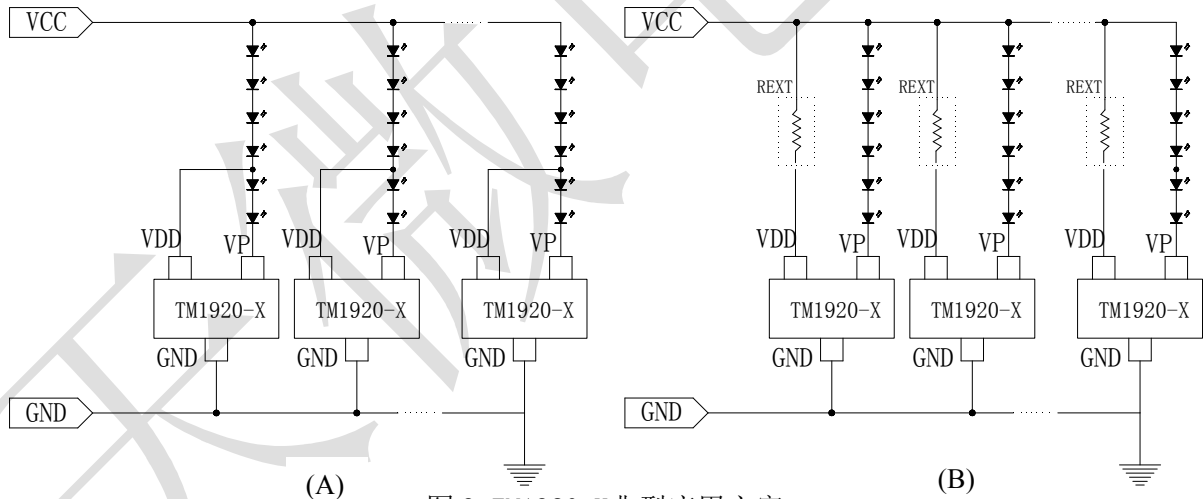 VCC
VCC
REXT REXT REXT
VDD VP VDD VP VDD VP
VDD VP VDD VP VDD VP
TM1920-X TM1920-X TM1920-X
TM1920-X TM1920-X TM1920-X
GND GND GND
GND GND GND
GND
GND
(A)
(B)